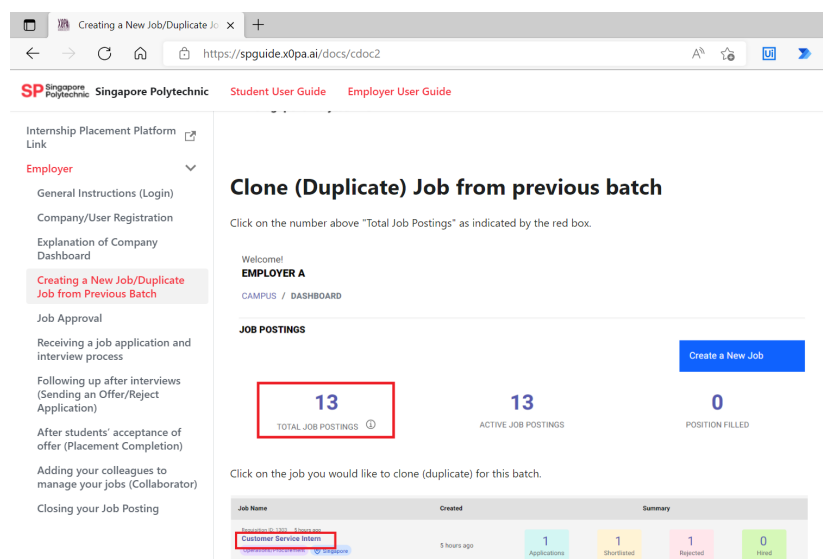 Creating a New Job/Duplicate Jo
https://spguide.x0pa.ai/docs/cdoc2
SP Singapore Polytechnic Singapore Polytechnic Student User Guide Employer User Guide
Internship Placement Platform
Link
Employer
General Instructions (Login)
Company/User Registration
Explanation of Company
Dashboard
Creating a New Job/Duplicate
Job from Previous Batch
Job Approval
Receiving a job application and
interview process
Following up after interviews
(Sending an Offer/Reject
Application)
After students' acceptance of
offer (Placement Completion)
Adding your colleagues to
manage your jobs (Collaborator)
Closing your Job Posting
Clone (Duplicate) Job from previous batch
Click on the number above "Total Job Postings" as indicated by the red box.
Welcome!
EMPLOYER A
CAMPUS / DASHBOARD
JOB POSTINGS
Create a New Job
13 13 0
TOTAL JOB POSTINGS ACTIVE JOB POSTINGS POSITION FILLED
Click on the job you would like to clone (duplicate) for this batch.
Job Name Created Summary
Requisition ID: 1302 5 hours ago
Customer Service Intern
Operational Procurement Singapore
5 hours ago
1 1 1 0
Applications Shortlisted Rejected Hired